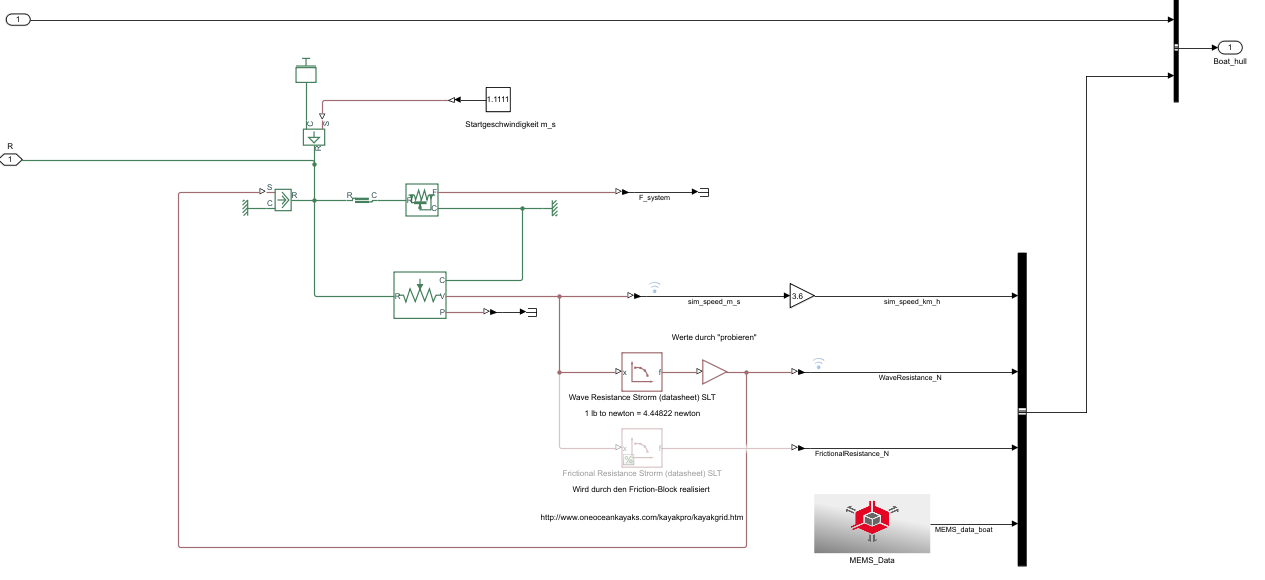 1
1
Boat_hull
1.1111
C
S
Startgeschwindigkeit m_s
R
R
1
S
R
R
C
F
F_system
C
C
C
R
V
3.6
sim_speed_m_s
sim_speed_km_h
P
Werte durch "probieren"
x
f
WaveResistance_N
Wave Resistance Strorm (datasheet) SLT
1 lb to newton = 4.44822 newton
x
f
FrictionalResistance_N
%
Frictional Resistance Strorm (datasheet) SLT
Wird durch den Friction-Block realisiert
http://www.oneoceankayaks.com/kayakpro/kayakgrid.htm
MEMS_data_boat
MEMS_Data